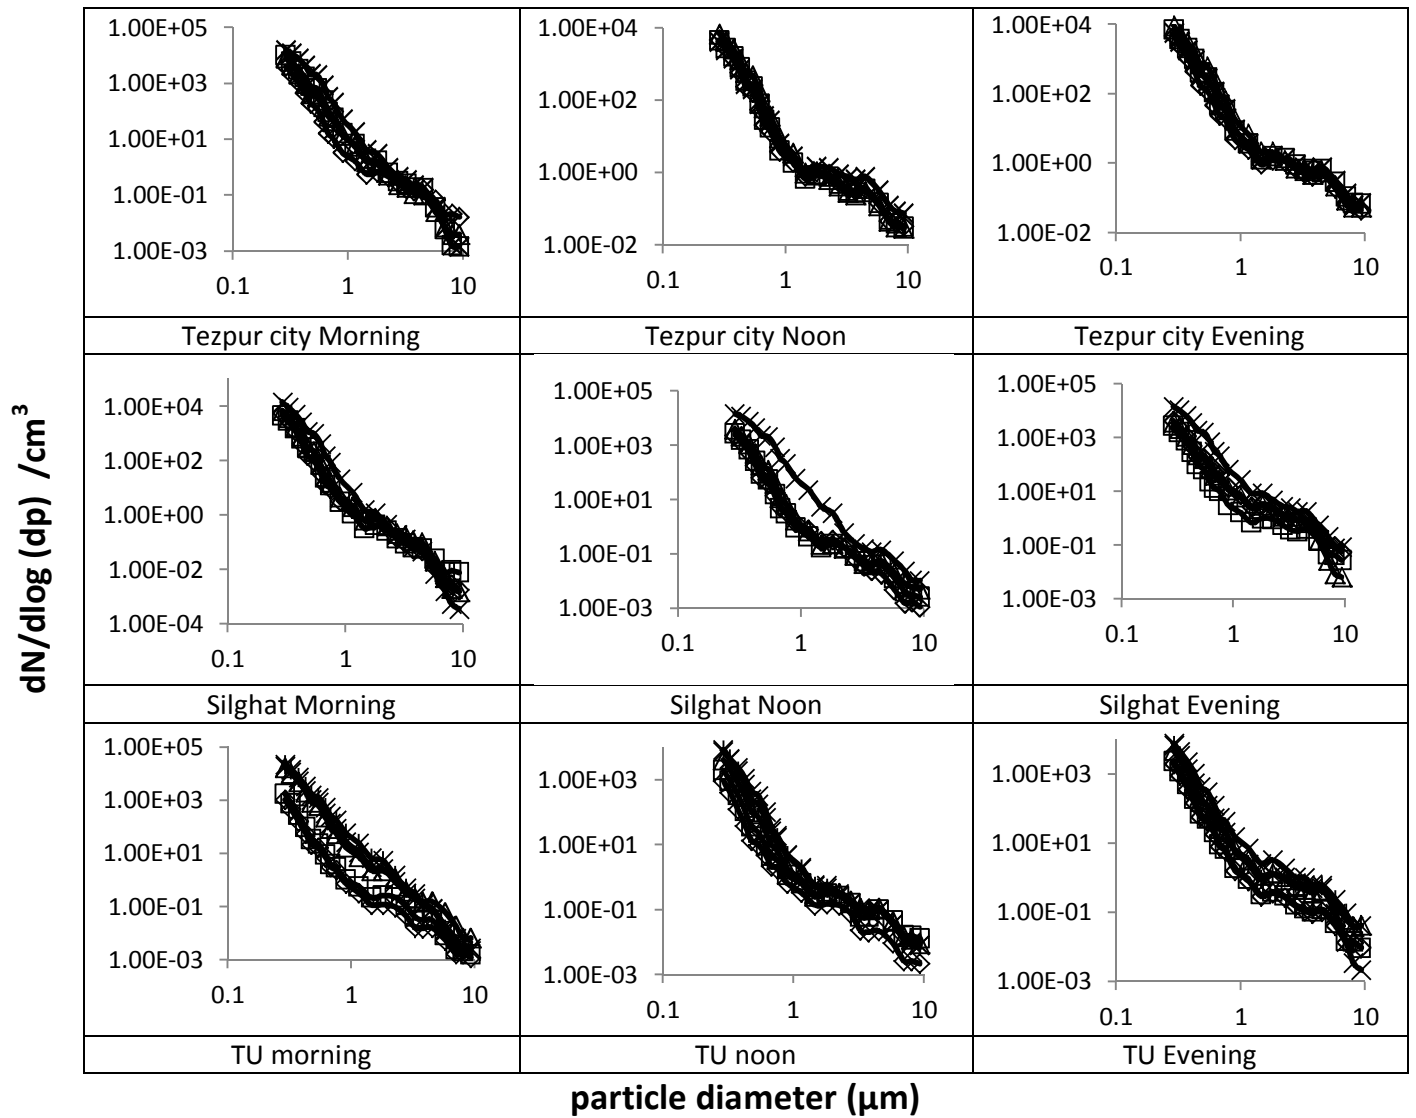 dN/dlog (dp) /cm³
1.00E+05
1.00E+03
1.00E+01
1.00E-01
1.00E-03
0.1 1 10
1.00E+04
1.00E+02
1.00E+00
1.00E-02
0.1 1 10
1.00E+04
1.00E+02
1.00E+00
1.00E-02
0.1 1 10
Tezpur city Morning Tezpur city Noon Tezpur city Evening
1.00E+04
1.00E+02
1.00E+00
1.00E-02
1.00E-04
0.1 1 10
1.00E+05
1.00E+03
1.00E+01
1.00E-01
1.00E-03
0.1 1 10
1.00E+05
1.00E+03
1.00E+01
1.00E-01
1.00E-03
0.1 1 10
Silghat Morning Silghat Noon Silghat Evening
1.00E+05
1.00E+03
1.00E+01
1.00E-01
1.00E-03
0.1 1 10
1.00E+03
1.00E+01
1.00E-01
1.00E-03
0.1 1 10
1.00E+03
1.00E+01
1.00E-01
1.00E-03
0.1 1 10
TU morning TU noon TU Evening
particle diameter (µm)